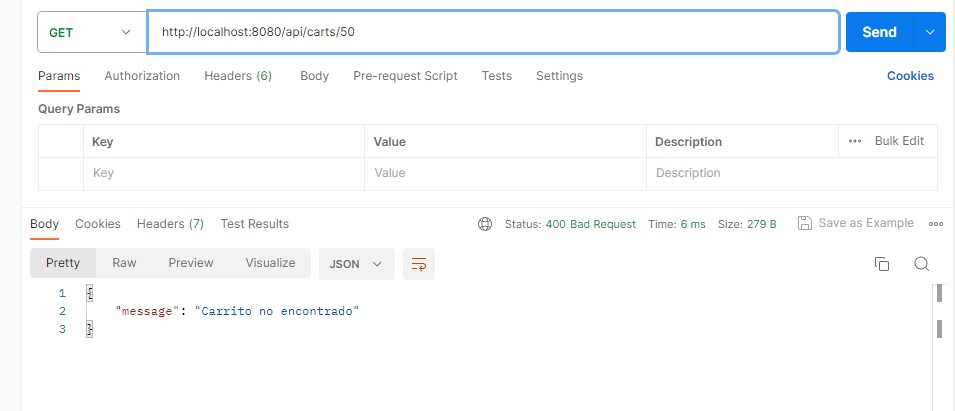 GET http://localhost:8080/api/carts/50 Send
Params Authorization Headers (6) Body Pre-request Script Tests Settings Cookies
Query Params
Key Value Description ••• Bulk Edit
Key Value Description
Body Cookies Headers (7) Test Results Status: 400 Bad Request Time: 6 ms Size: 279 B Save as Example
Pretty Raw Preview Visualize JSON
1 {
2 "message": "Carrito no encontrado"
3 }